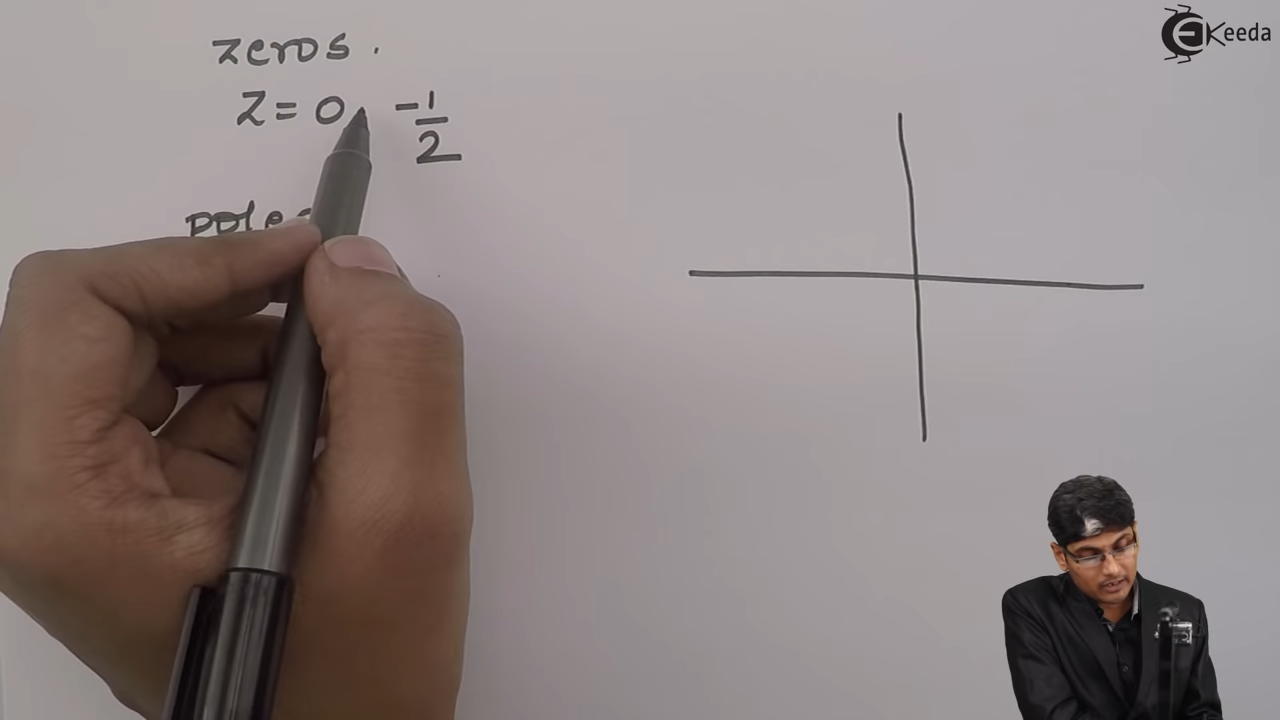 zeros.
EKeeda
Z = 0, -1/2